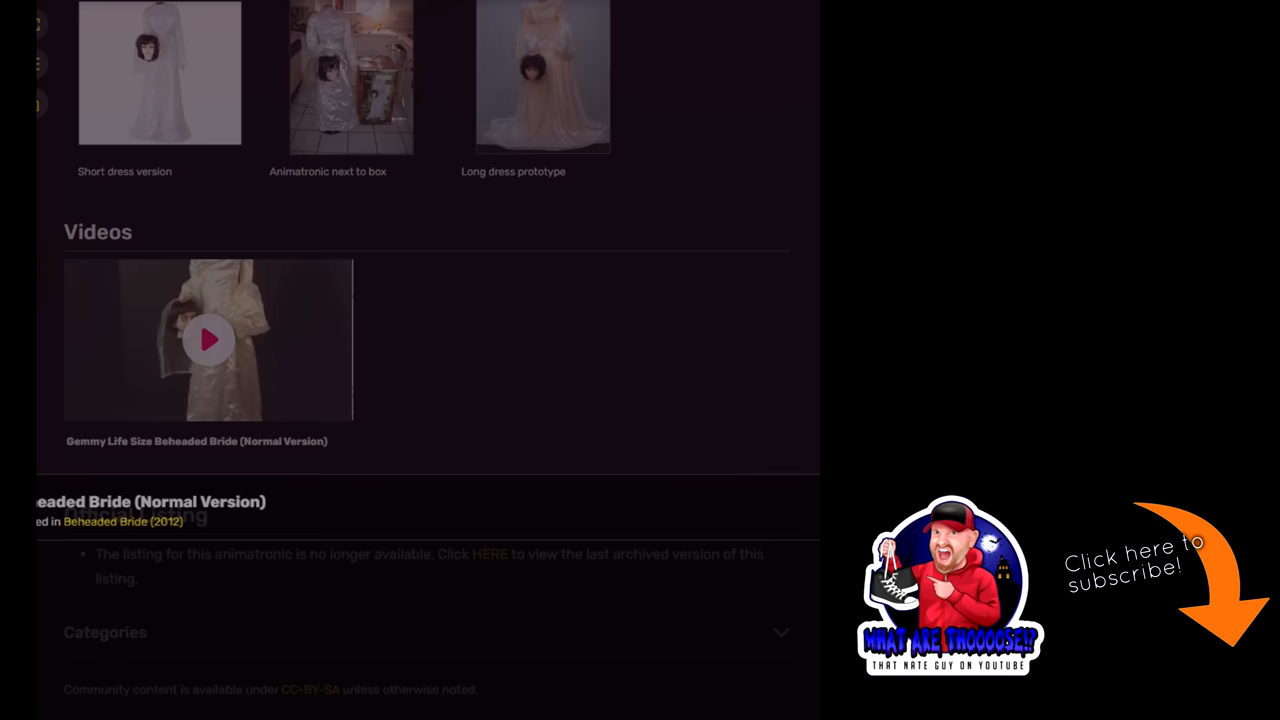 Short dress version
Animatronic next to box
Long dress prototype
Videos
Gemmy Life Size Beheaded Bride (Normal Version)
eaded Bride (Normal Version)
Official Listing
ed in Beheaded Bride (2012)
The listing for this animatronic is no longer available. Click HERE to view the last archived version of this
listing.
Categories
Community content is available under CC-BY-SA unless otherwise noted.
WHAT ARE THOOOOSE!?
THAT NATE GUY ON YOUTUBE
Click here to
subscribe!